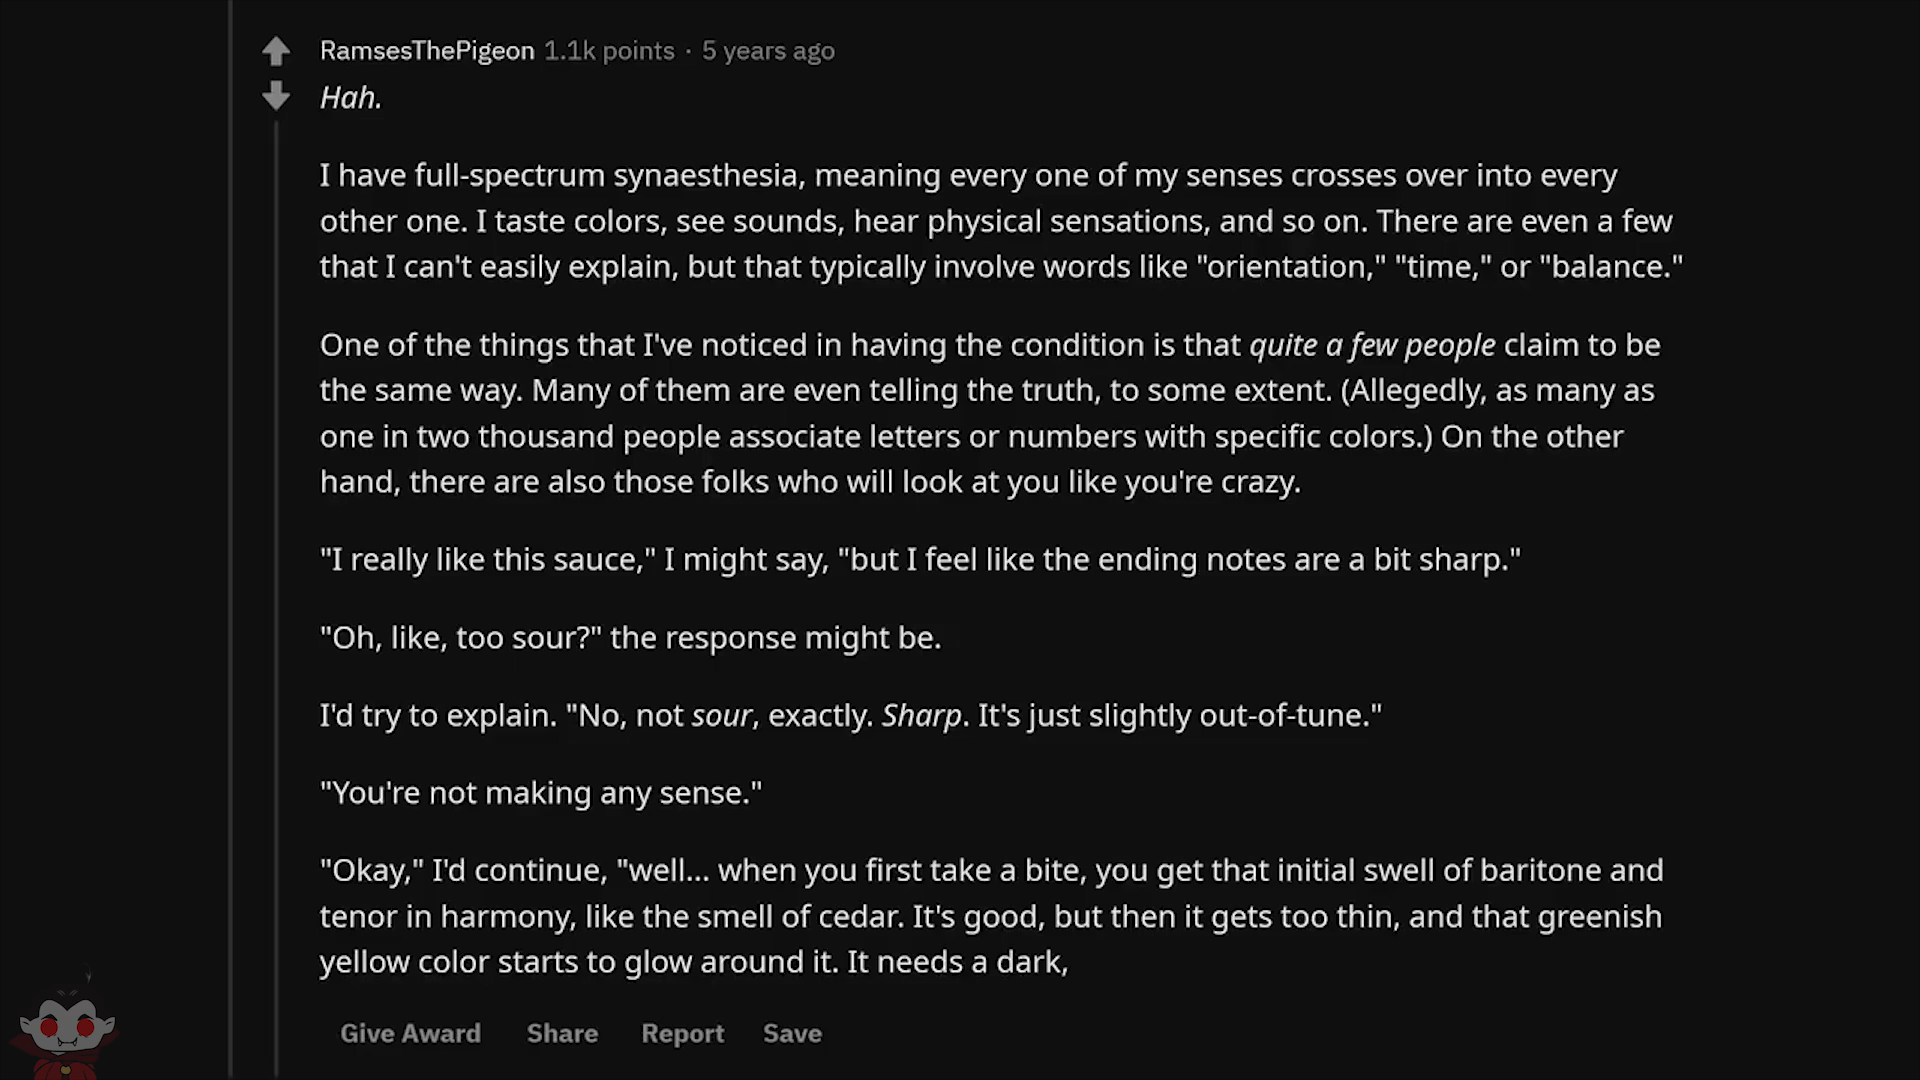 RamsesThePigeon 1.1k points · 5 years ago
Hah.
I have full-spectrum synaesthesia, meaning every one of my senses crosses over into every
other one. I taste colors, see sounds, hear physical sensations, and so on. There are even a few
that I can't easily explain, but that typically involve words like "orientation," "time," or "balance."
One of the things that I've noticed in having the condition is that quite a few people claim to be
the same way. Many of them are even telling the truth, to some extent. (Allegedly, as many as
one in two thousand people associate letters or numbers with specific colors.) On the other
hand, there are also those folks who will look at you like you're crazy.
"I really like this sauce," I might say, "but I feel like the ending notes are a bit sharp."
"Oh, like, too sour?" the response might be.
I'd try to explain. "No, not sour, exactly. Sharp. It's just slightly out-of-tune."
"You're not making any sense."
"Okay," I'd continue, "well... when you first take a bite, you get that initial swell of baritone and
tenor in harmony, like the smell of cedar. It's good, but then it gets too thin, and that greenish
yellow color starts to glow around it. It needs a dark,
Give Award Share Report Save